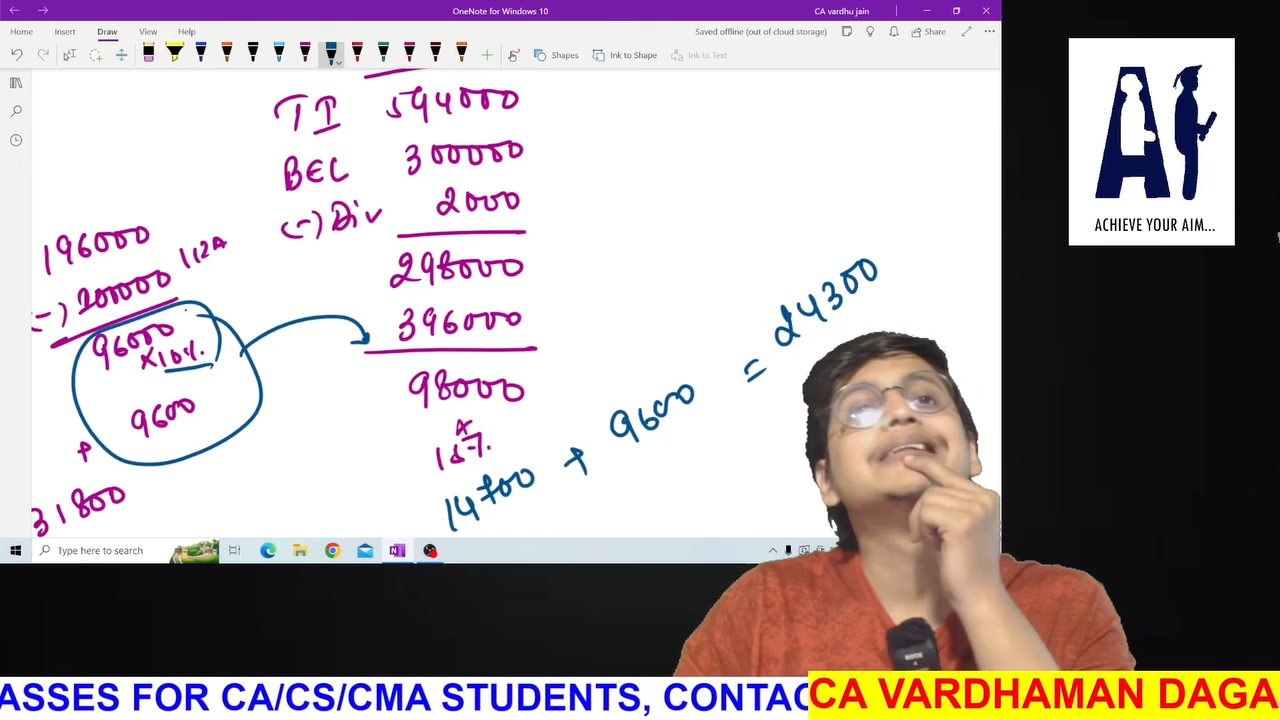 OneNote for Windows 10
CA vardhu jain
Home Insert Draw View Help
Saved offline (out of cloud storage)
Share
Shapes
Ink to Shape
Ink to Text
TI 594000
BEL 300000
(-) Div 2000
298000
396000
98000
x
15%
14700 + 9600 = 24300
196000
(-) 200000 112A
96000
x10%
9600
+
31800
Type here to search
ACHIEVE YOUR AIM...
ASSES FOR CA/CS/CMA STUDENTS, CONTAC
CA VARDHAMAN DAGA